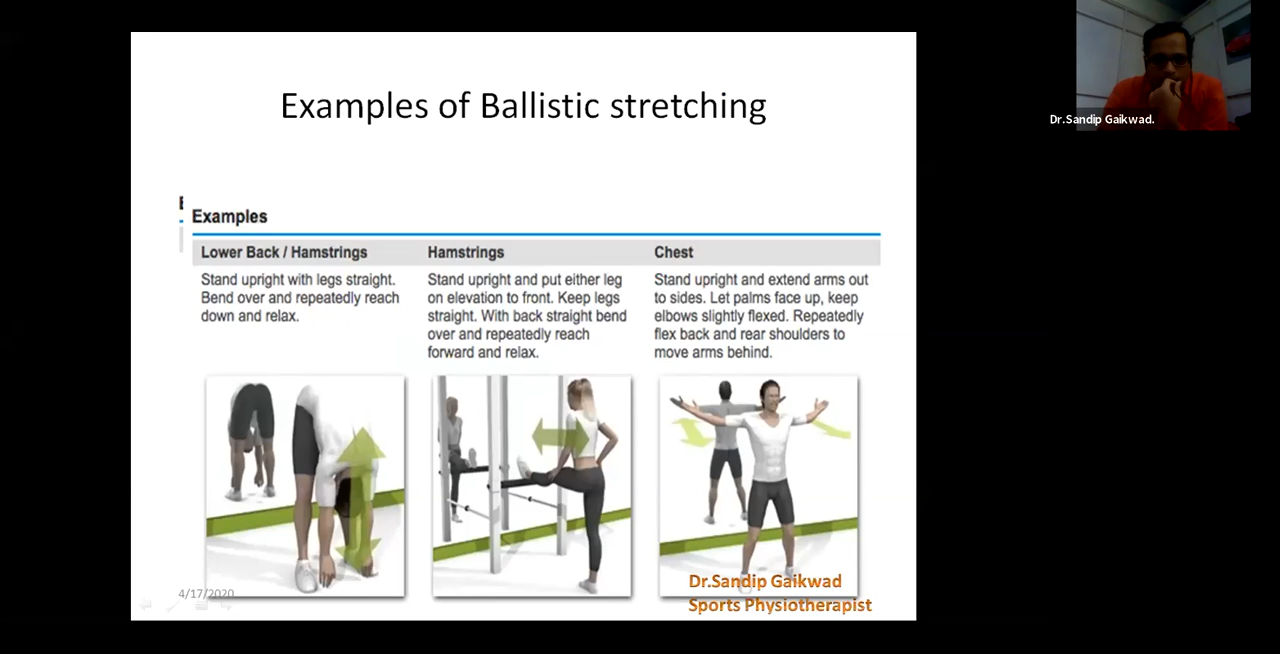 Examples of Ballistic stretching
Examples
Lower Back / Hamstrings
Stand upright with legs straight.
Bend over and repeatedly reach
down and relax.
Hamstrings
Stand upright and put either leg
on elevation to front. Keep legs
straight. With back straight bend
over and repeatedly reach
forward and relax.
Chest
Stand upright and extend arms out
to sides. Let palms face up, keep
elbows slightly flexed. Repeatedly
flex back and rear shoulders to
move arms behind.
4/17/2020
Dr.Sandip Gaikwad
Sports Physiotherapist
Dr.Sandip Gaikwad.